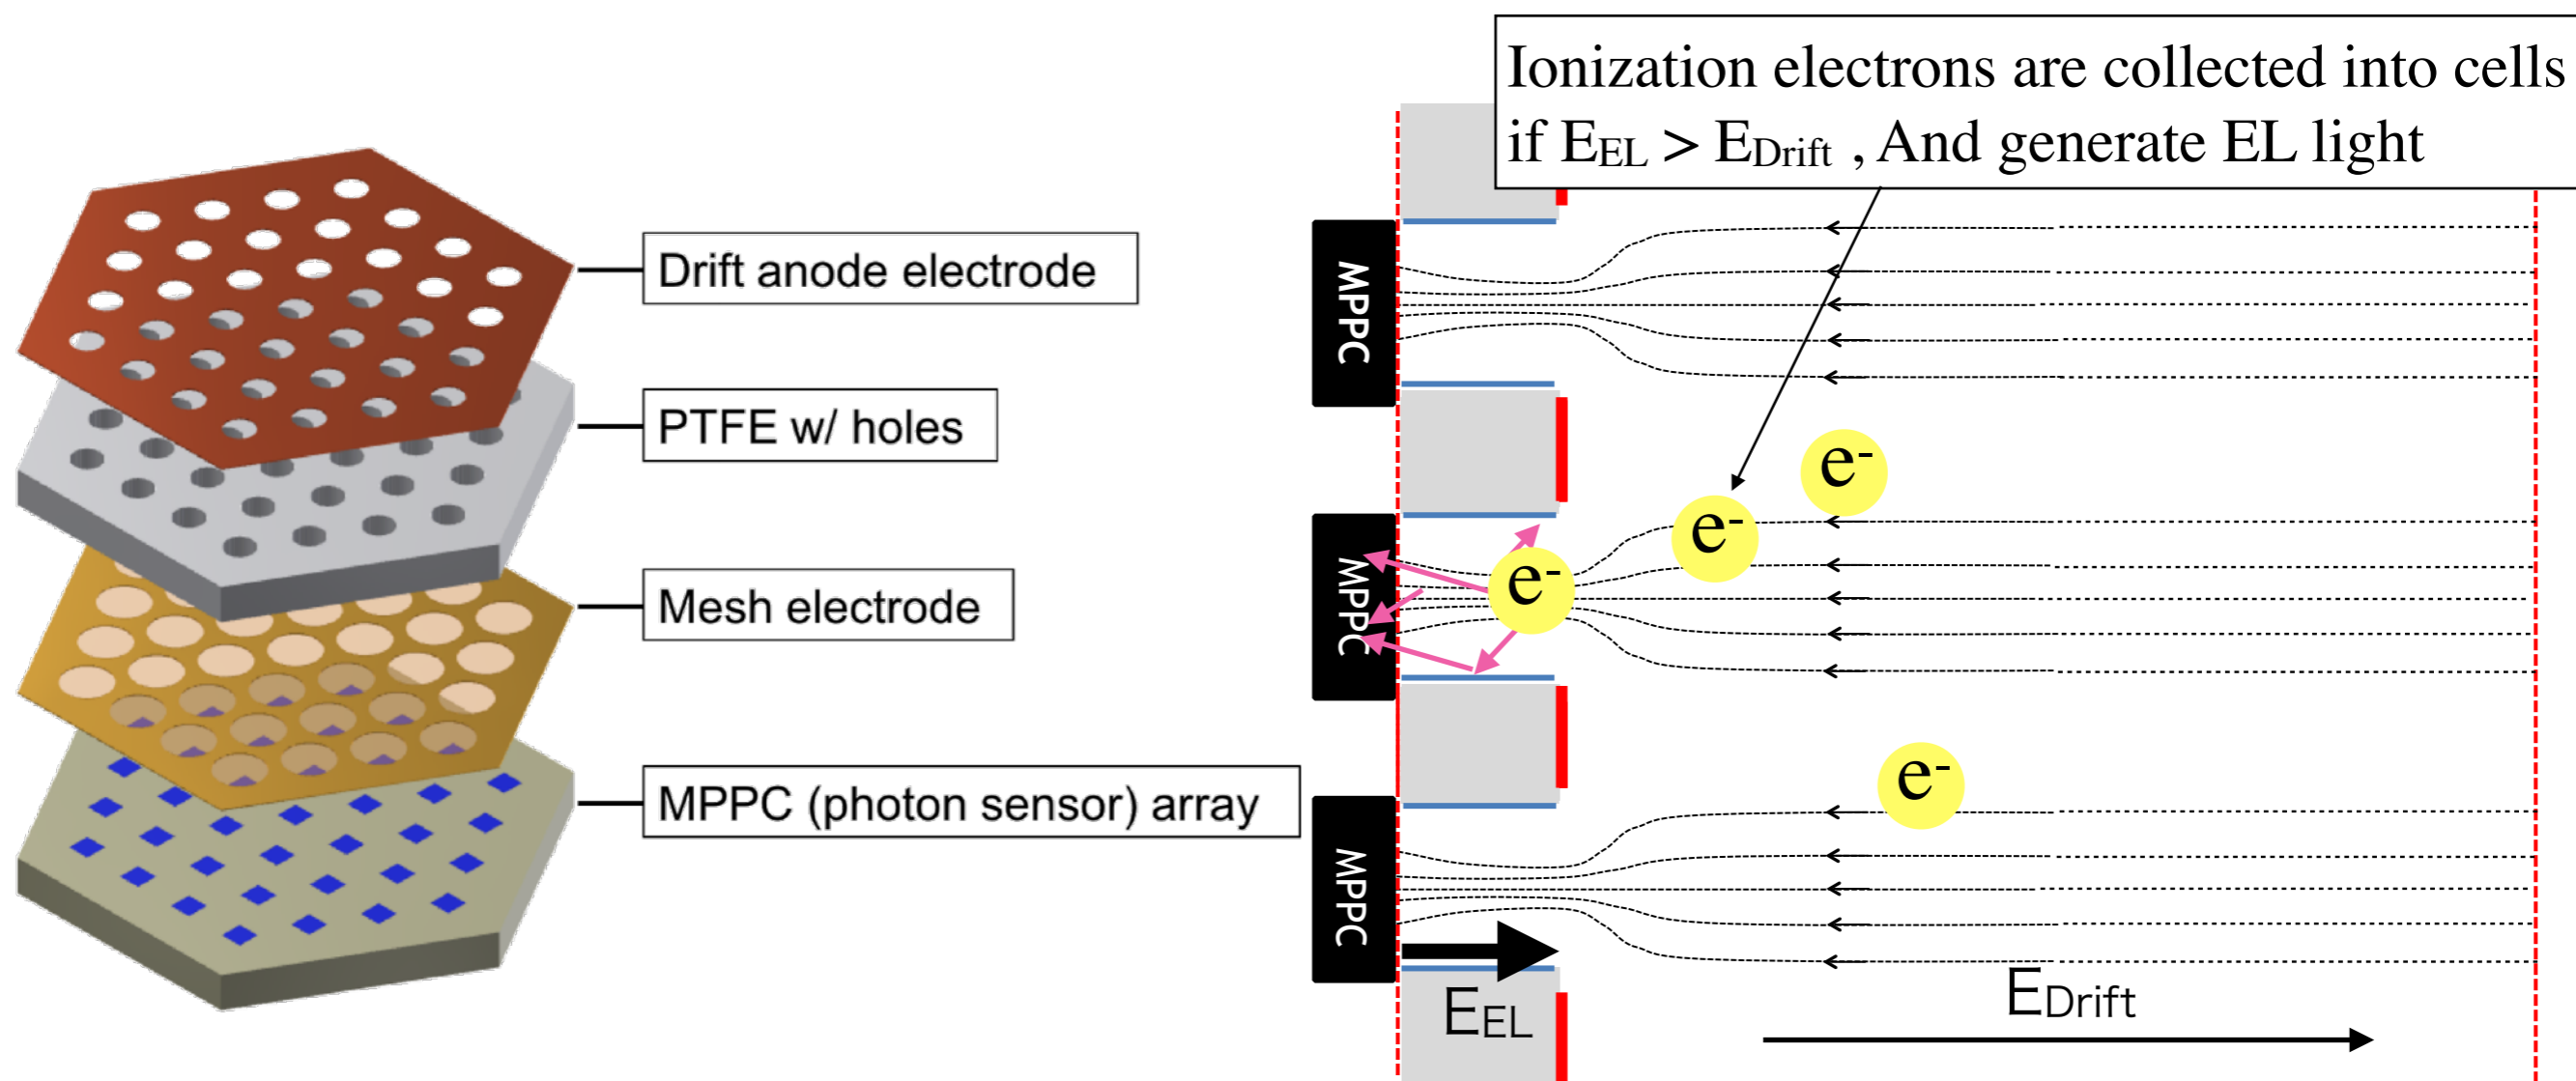 Ionization electrons are collected into cells
if EEL > EDrift , And generate EL light
Drift anode electrode
PTFE w/ holes
Mesh electrode
MPPC (photon sensor) array
MPPC
MPPC
MPPC
e-
e-
e-
e-
EEL
EDrift